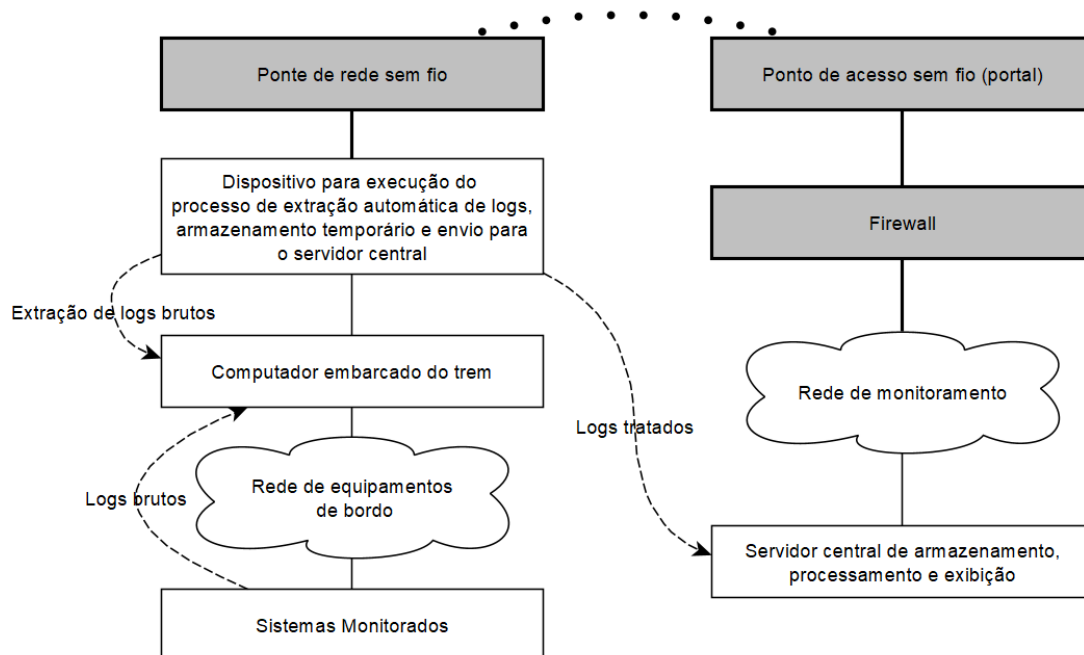 Ponte de rede sem fio
Ponto de acesso sem fio (portal)
Dispositivo para execução do
processo de extração automática de logs,
armazenamento temporário e envio para
o servidor central
Firewall
Extração de logs brutos
Computador embarcado do trem
Rede de monitoramento
Logs tratados
Logs brutos
Rede de equipamentos
de bordo
Servidor central de armazenamento,
processamento e exibição
Sistemas Monitorados